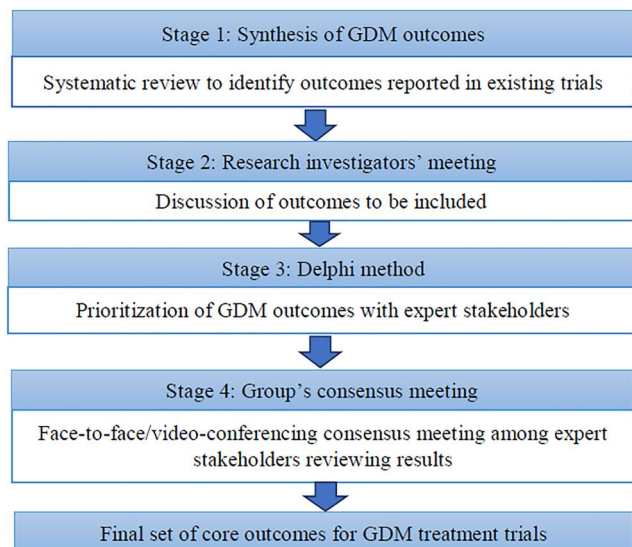 Stage 1: Synthesis of GDM outcomes
Systematic review to identify outcomes reported in existing trials
Stage 2: Research investigators’ meeting
Discussion of outcomes to be included
Stage 3: Delphi method
Prioritization of GDM outcomes with expert stakeholders
Stage 4: Group’s consensus meeting
Face-to-face/video-conferencing consensus meeting among expert
stakeholders reviewing results
Final set of core outcomes for GDM treatment trials